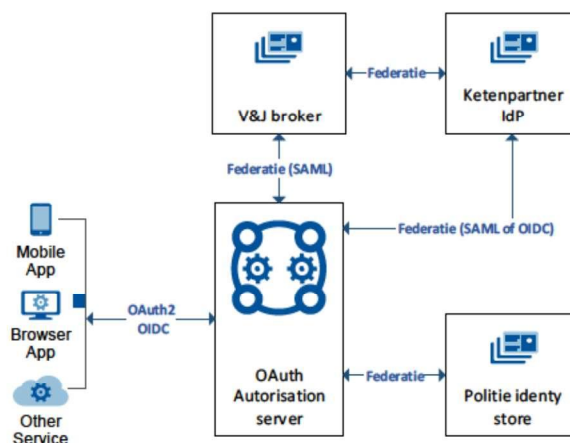 V&J broker
Federatie
Ketenpartner
IdP
Federatie (SAML)
Mobile
App
Federatie (SAML of OIDC)
OAuth2
OIDC
Browser
App
OAuth
Autorisation
server
Federatie
Politie identy
store
Other
Service